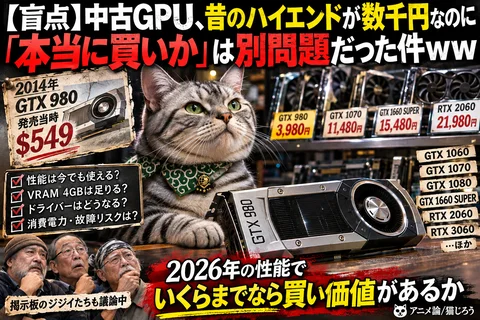 【盲点】中古GPU、昔のハイエンドが数千円なのに
「本当に買いか」は別問題だった件ww
2014年
GTX 980
発売当時
$549
GTX 980
3,980円
GTX 1070
11,480円
GTX 1660 SUPER
15,480円
RTX 2060
21,980円
性能は今でも使える?
VRAM 4GBは足りる?
ドライバーはどうなる?
消費電力・故障リスクは?
GTX 980
GTX 1060
GTX 1070
GTX 1080
GTX 1660 SUPER
RTX 2060
RTX 3060
…ほか
掲示板のジジイたちも議論中
2026年の性能で
いくらまでなら買い価値があるか
アニメ論/猫じろう